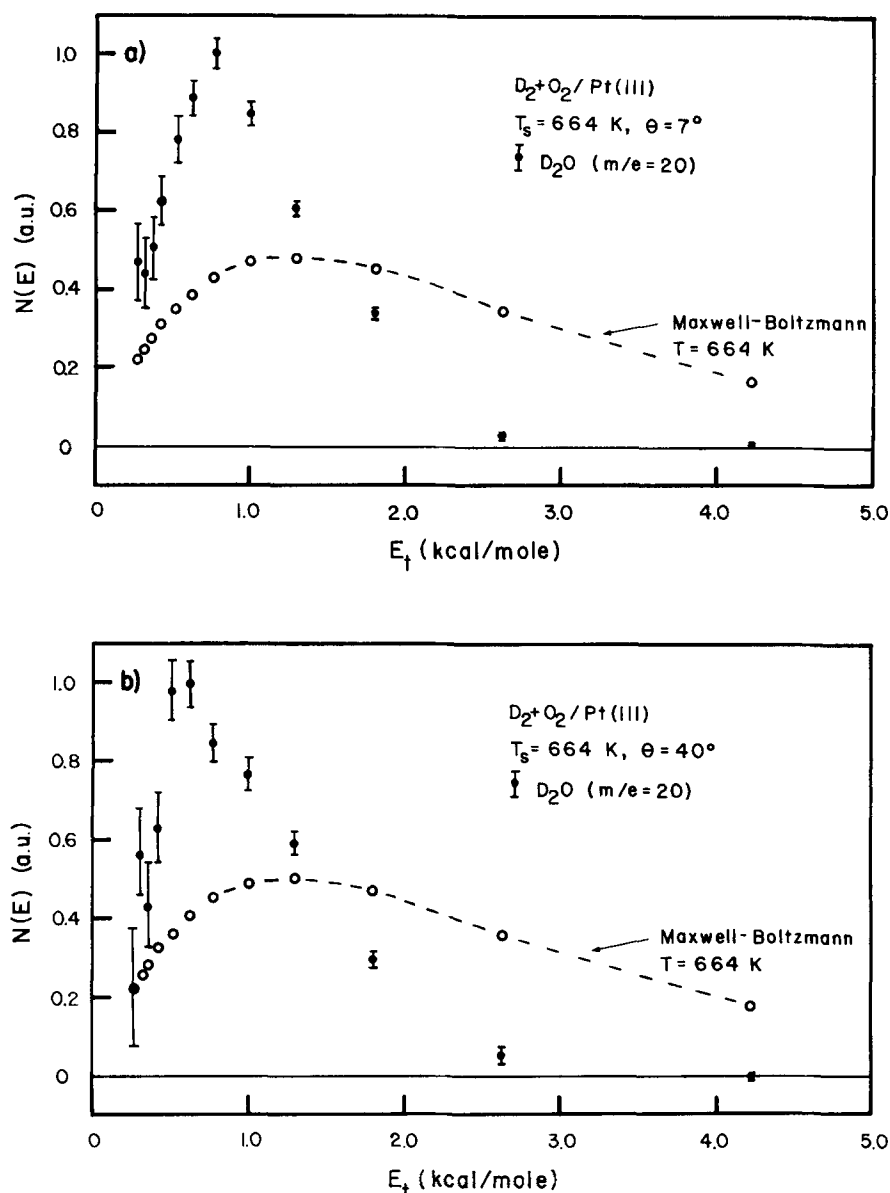 a)
N(E) (a.u.)
1.0
0.8
0.6
0.4
0.2
0
D2+O2/Pt(iii)
Ts=664 K, θ=7°
D2O (m/e=20)
Maxwell-Boltzmann
T=664 K
0 1.0 2.0 3.0 4.0 5.0
Et (kcal/mole)
b)
N(E) (a.u.)
1.0
0.8
0.6
0.4
0.2
0
D2+O2/Pt(iii)
Ts=664 K, θ=40°
D2O (m/e=20)
Maxwell-Boltzmann
T=664 K
0 1.0 2.0 3.0 4.0 5.0
Et (kcal/mole)